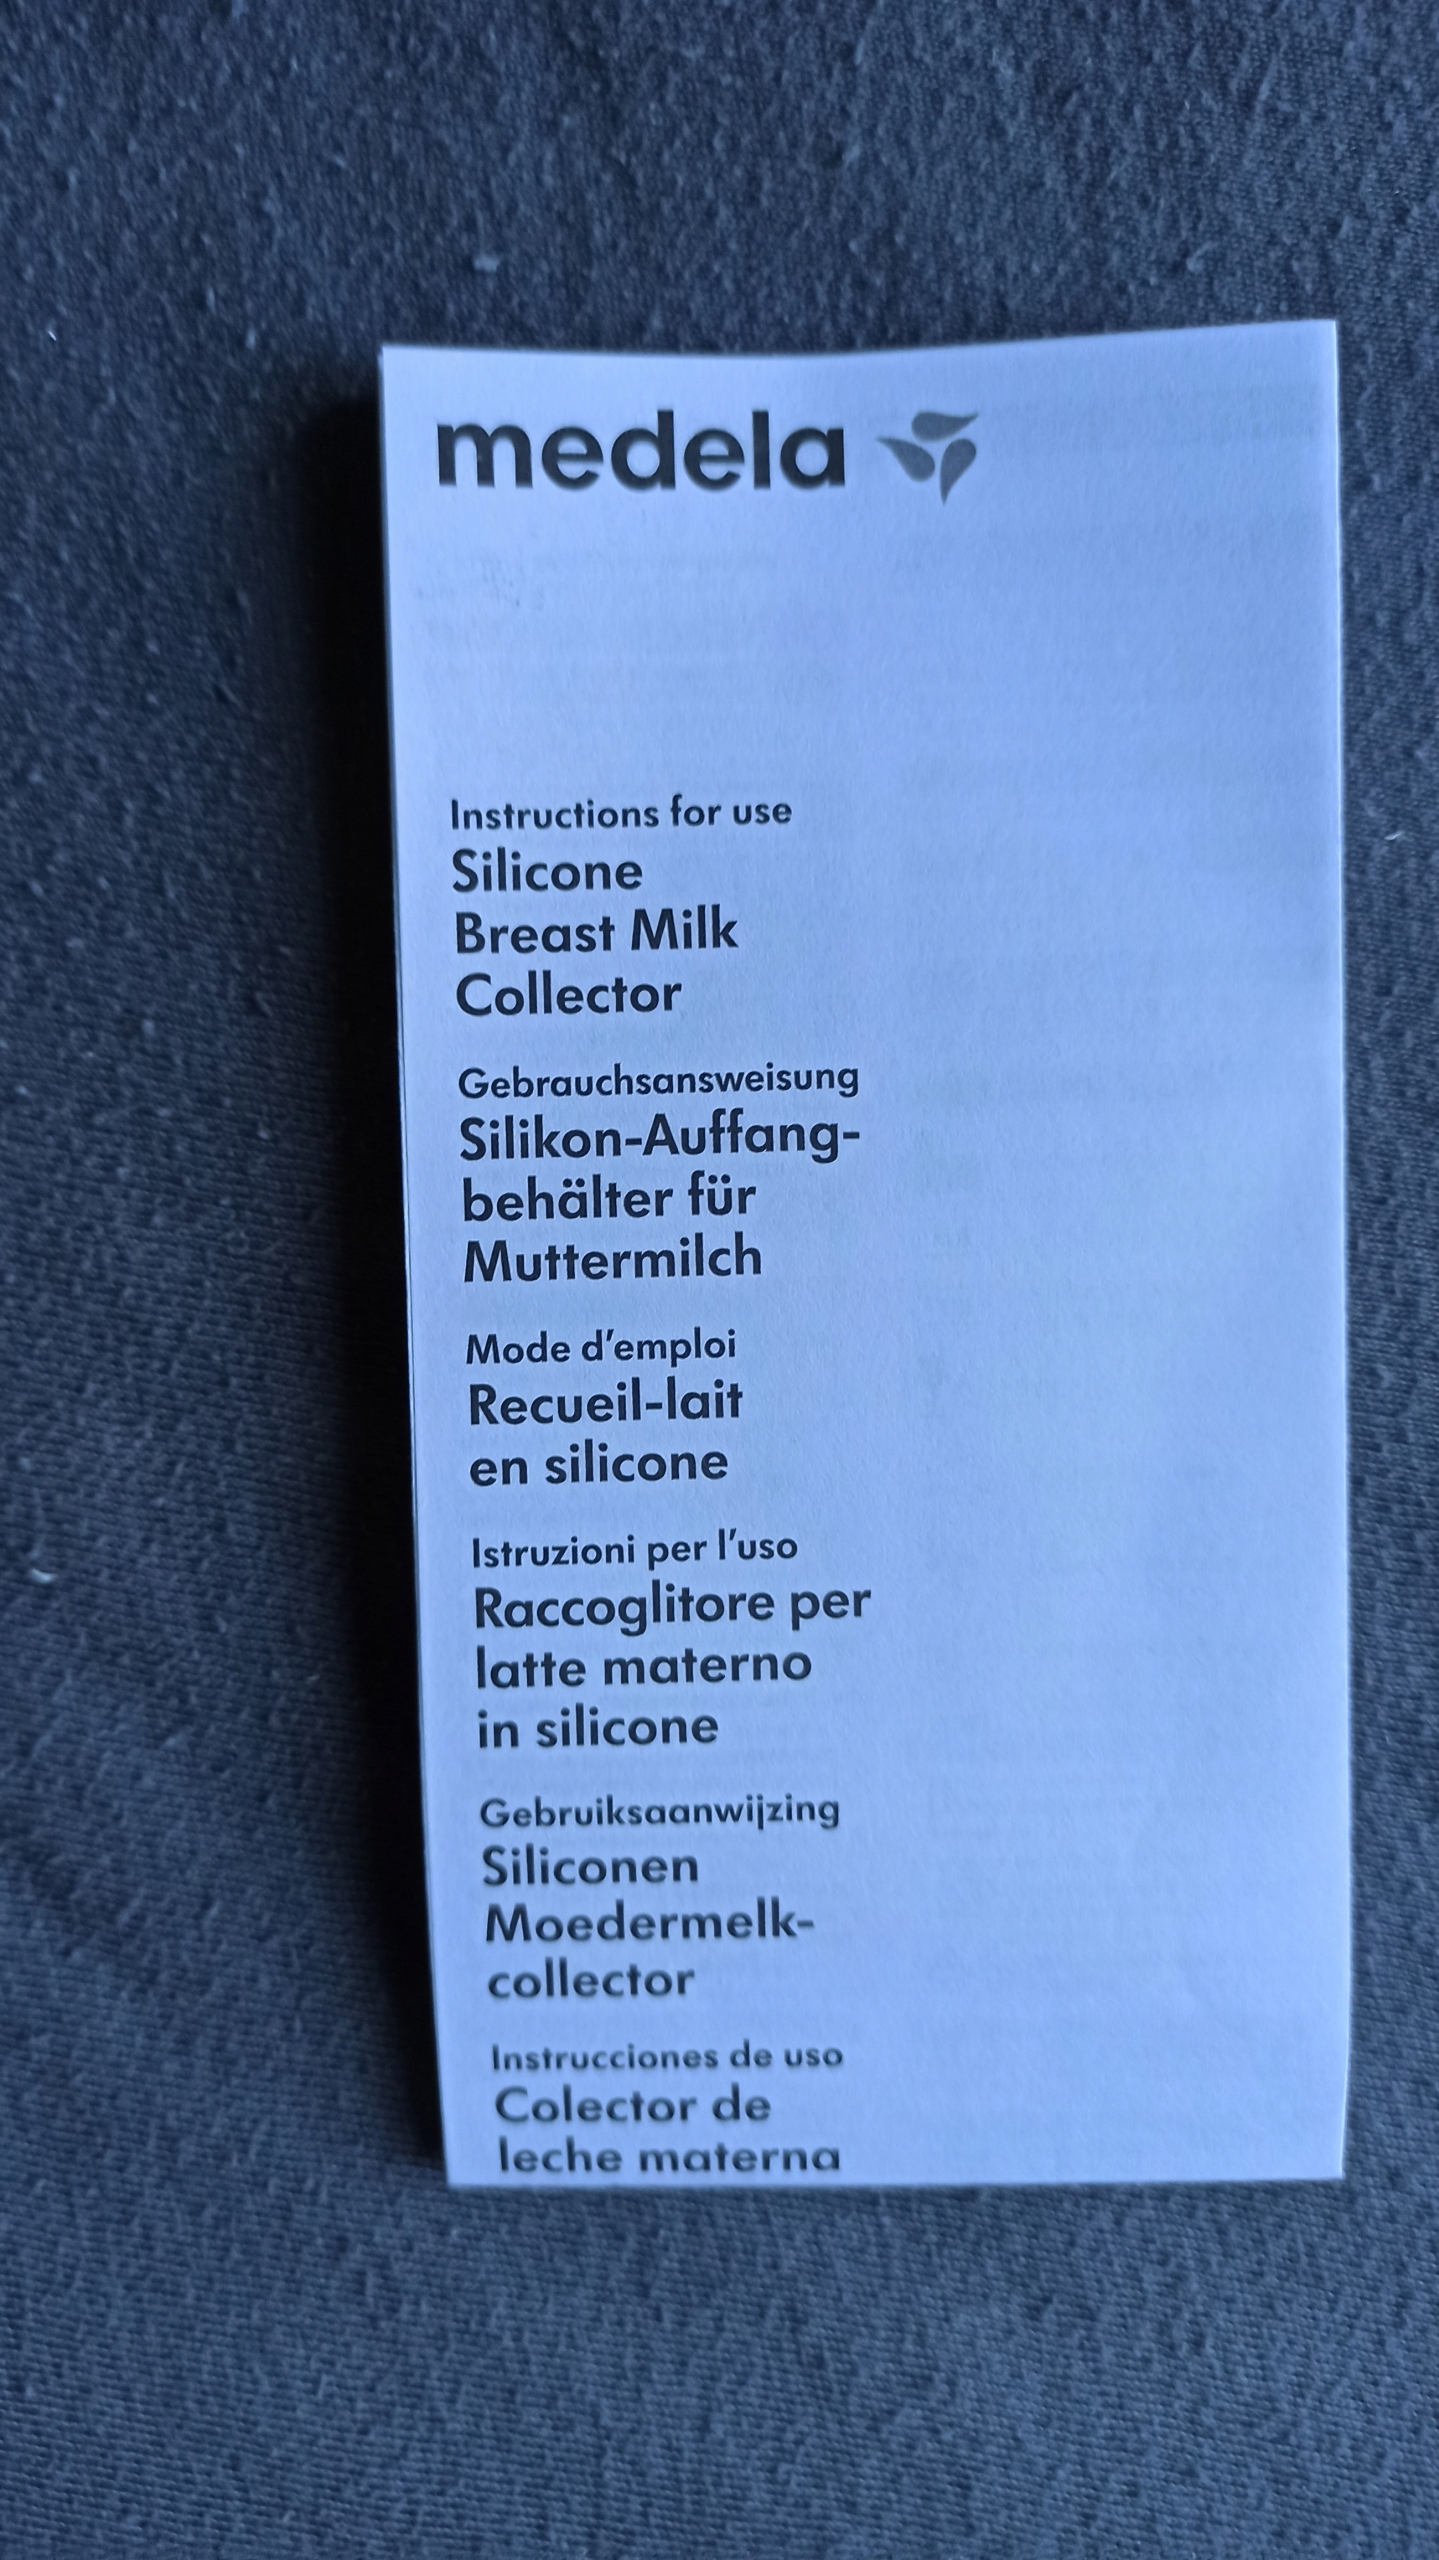 medela
Instructions for use
Silicone
Breast Milk
Collector
Gebrauchsansweisung
Silikon-Auffang-
behälter für
Muttermilch
Mode d'emploi
Recueil-lait
en silicone
Istruzioni per l'uso
Raccoglitore per
latte materno
in silicone
Gebruiksaanwijzing
Siliconen
Moedermelk-
collector
Instrucciones de uso
Colector de
leche materna